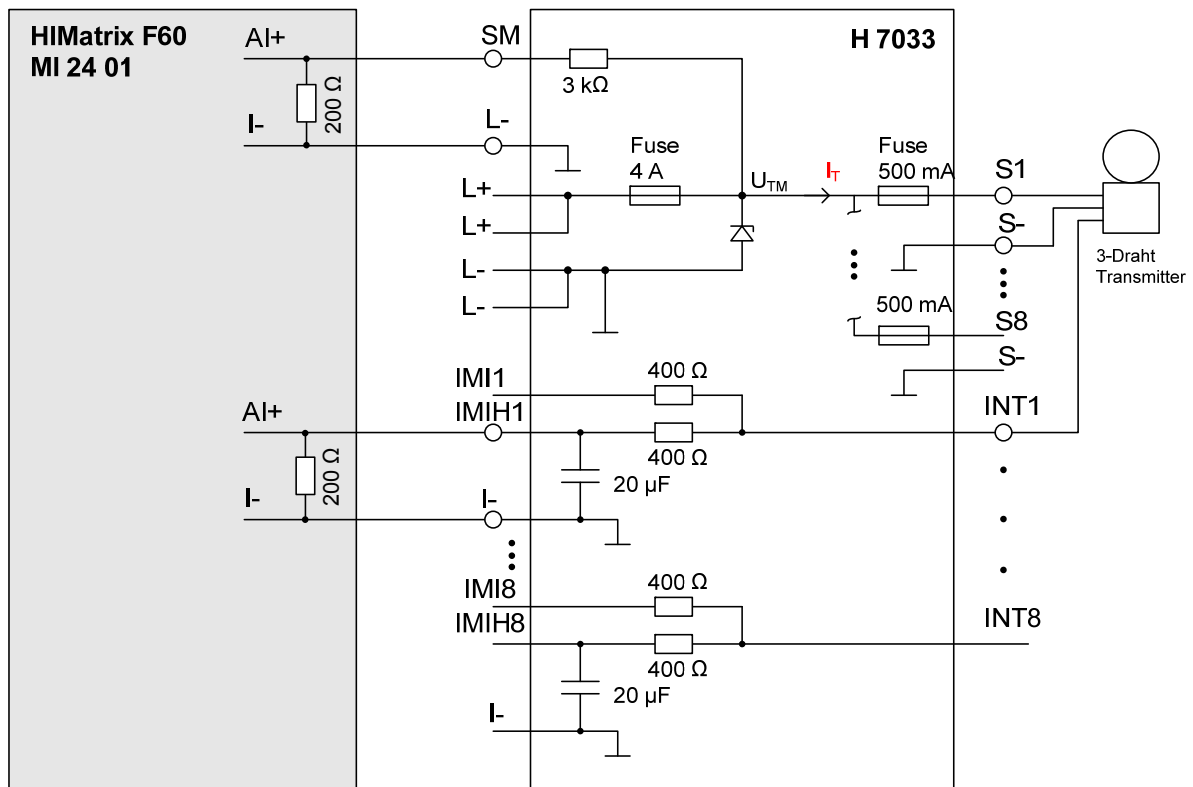 HIMatrix F60
MI 24 01
AI+
200 Ω
I-
SM
L-
3 kΩ
H 7033
Fuse
4 A
L+
L+
L-
L-
U_TM
I_T
Fuse
500 mA
S1
S-
3-Draht
Transmitter
500 mA
S8
S-
IMI1
400 Ω
IMIH1
400 Ω
INT1
AI+
200 Ω
I-
20 µF
I-
IMI8
400 Ω
IMIH8
400 Ω
INT8
20 µF
I-